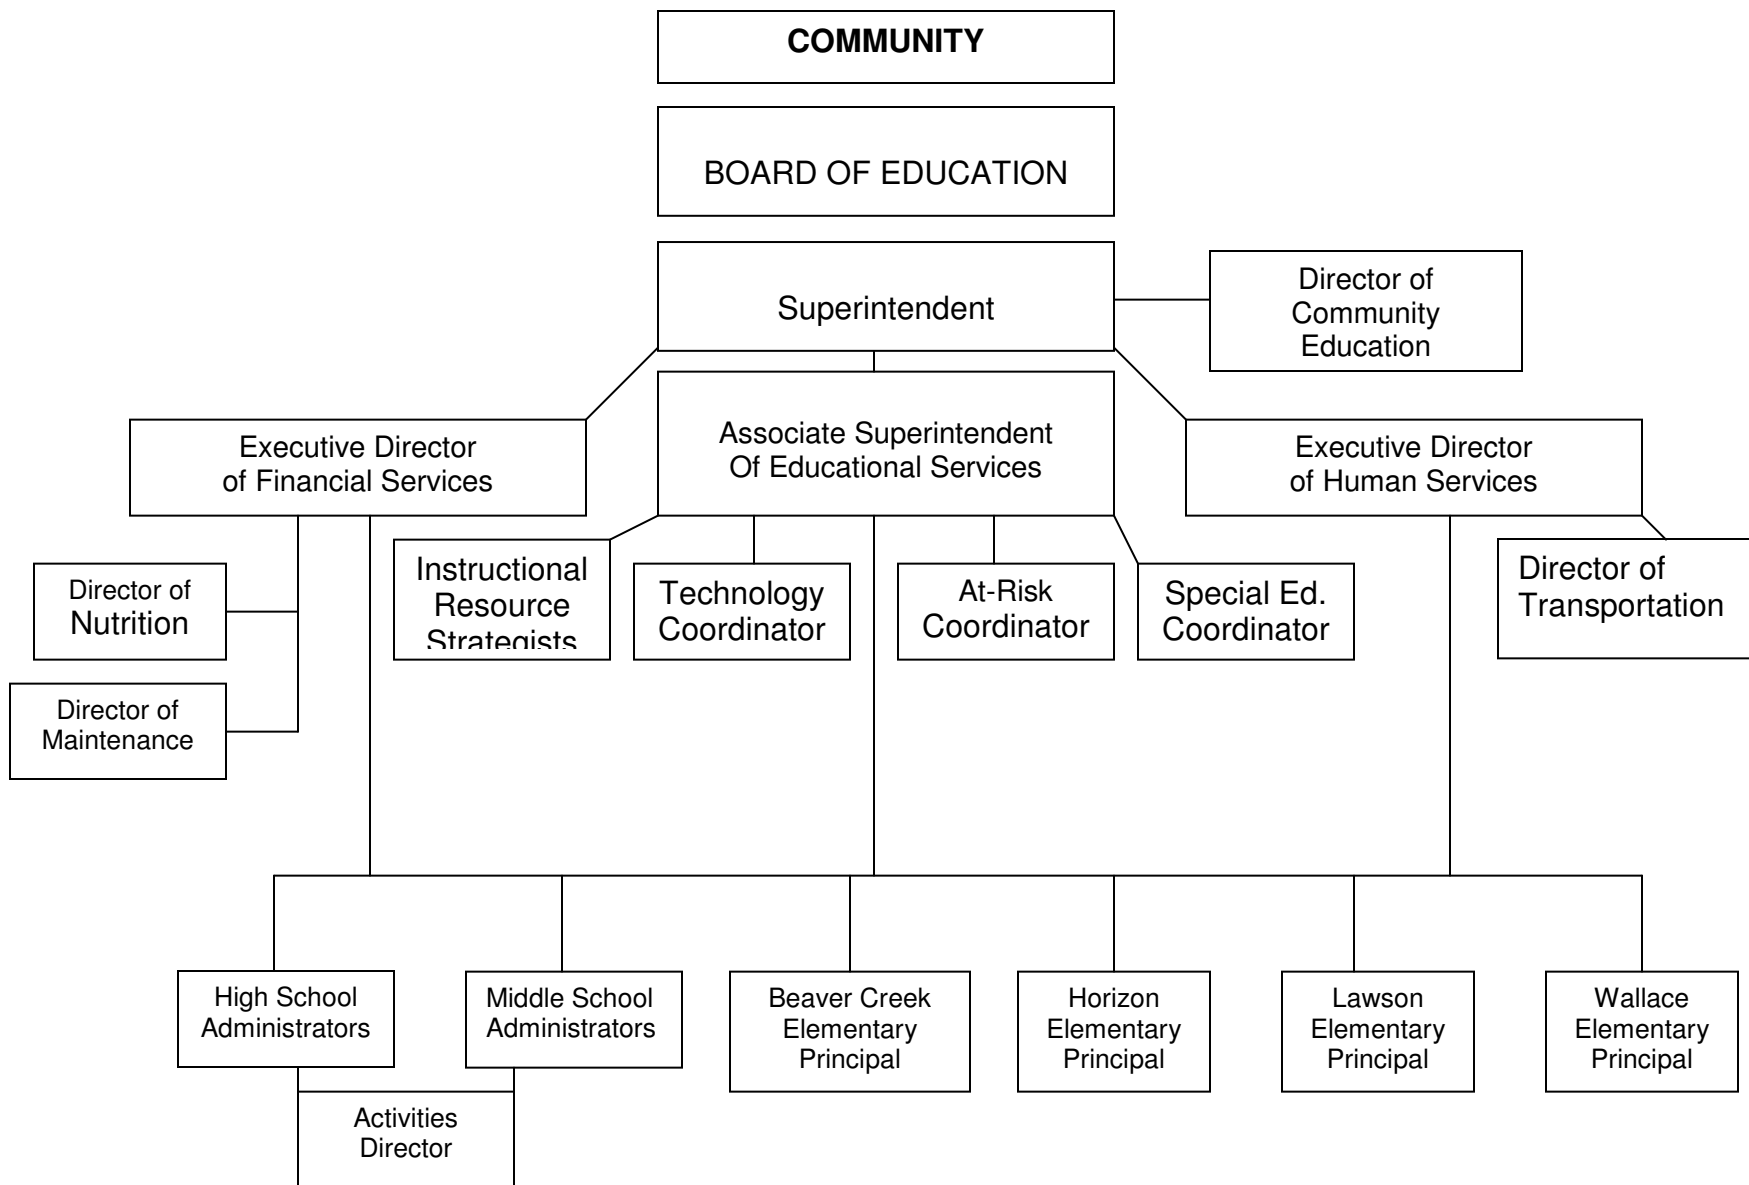 COMMUNITY
BOARD OF EDUCATION
Superintendent
Director of
Community
Education
Executive Director
of Financial Services
Associate Superintendent
Of Educational Services
Executive Director
of Human Services
Director of
Nutrition
Instructional
Resource
Strategists
Technology
Coordinator
At-Risk
Coordinator
Special Ed.
Coordinator
Director of
Transportation
Director of
Maintenance
High School
Administrators
Middle School
Administrators
Beaver Creek
Elementary
Principal
Horizon
Elementary
Principal
Lawson
Elementary
Principal
Wallace
Elementary
Principal
Activities
Director